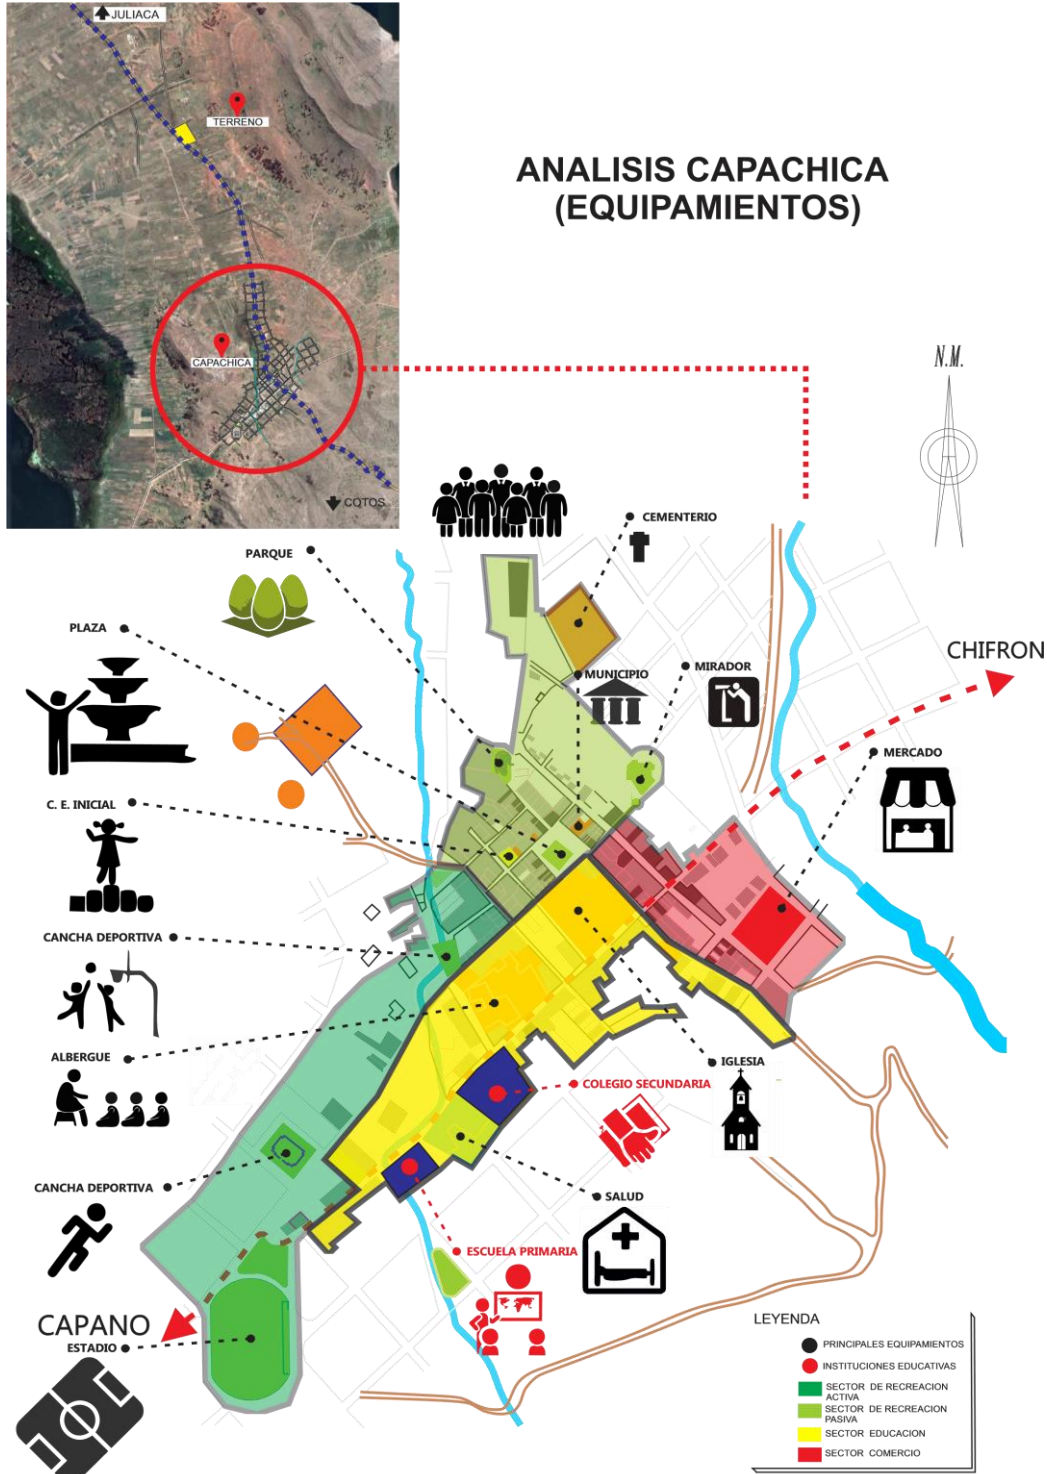 JULIACA
TERRENO
CAPACHICA
COTOS
ANALISIS CAPACHICA
(EQUIPAMIENTOS)
N.M.
CEMENTERIO
PARQUE
PLAZA
MUNICIPIO
MIRADOR
CHIFRON
MERCADO
C. E. INICIAL
CANCHA DEPORTIVA
ALBERGUE
IGLESIA
COLEGIO SECUNDARIA
CANCHA DEPORTIVA
SALUD
ESCUELA PRIMARIA
CAPANO
ESTADIO
LEYENDA
PRINCIPALES EQUIPAMIENTOS
INSTITUCIONES EDUCATIVAS
SECTOR DE RECREACION
ACTIVA
SECTOR DE RECREACION
PASIVA
SECTOR EDUCACION
SECTOR COMERCIO